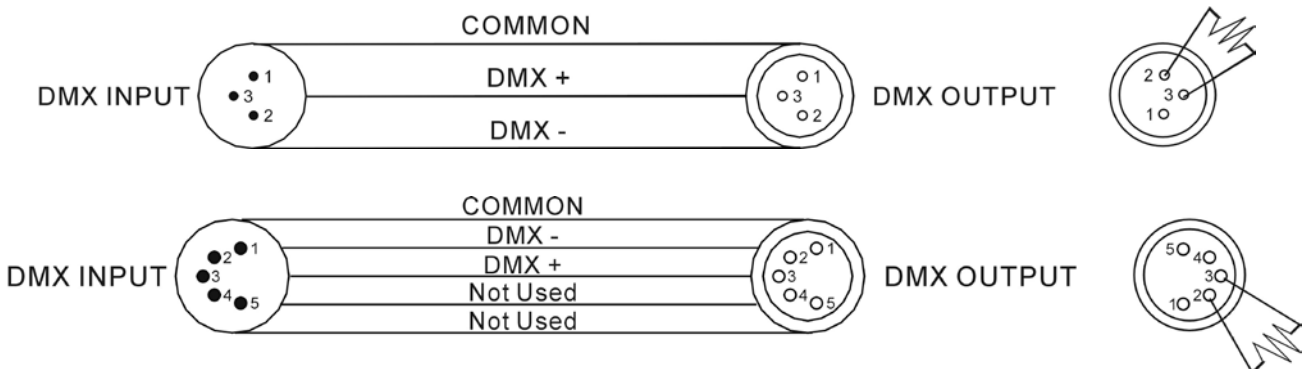 COMMON
DMX INPUT
1
3
2
DMX +
DMX -
1
3
2
DMX OUTPUT
2
3
1
COMMON
DMX -
DMX +
Not Used
Not Used
DMX INPUT
1
2
3
4
5
1
2
3
4
5
DMX OUTPUT
5
4
3
2
1